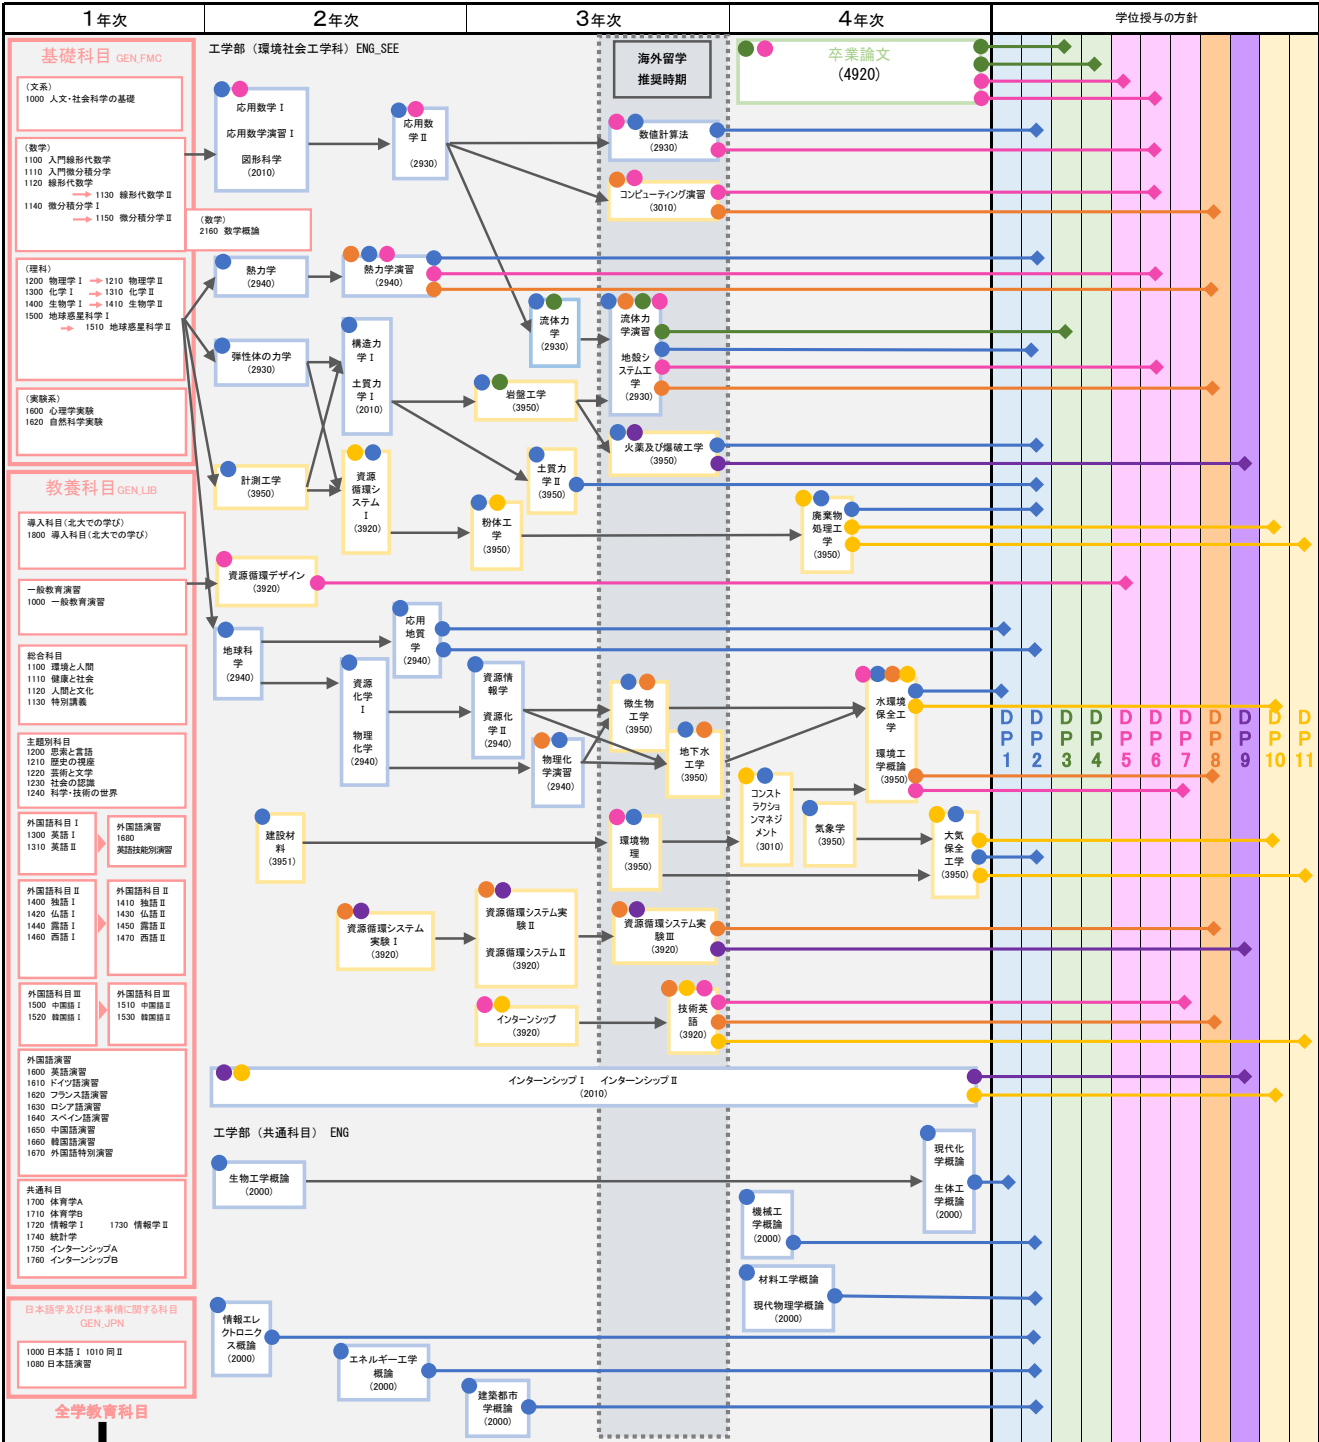 1年次
2年次
3年次
4年次
学位授与の方針
基礎科目 GEN_FMC
(文系)
1000 人文・社会科学の基礎
(数学)
1100 入門線形代数学
1110 入門微分積分学
1120 線形代数学
1130 線形代数学Ⅱ
1140 微分積分学Ⅰ
1150 微分積分学Ⅱ
(数学)
2160 数学概論
(理科)
1200 物理学Ⅰ
1210 物理学Ⅱ
1300 化学Ⅰ
1310 化学Ⅱ
1400 生物学Ⅰ
1410 生物学Ⅱ
1500 地球惑星科学Ⅰ
1510 地球惑星科学Ⅱ
(実験系)
1600 心理学実験
1620 自然科学実験
教養科目 GEN_LIB
導入科目(北大での学び)
1800 導入科目(北大での学び)
一般教育演習
1000 一般教育演習
総合科目
1100 環境と人間
1110 健康と社会
1120 人間と文化
1130 特別講義
主題別科目
1200 思索と言語
1210 歴史の視座
1220 芸術と文学
1230 社会の認識
1240 科学・技術の世界
外国語科目Ⅰ
1300 英語Ⅰ
1310 英語Ⅱ
外国語演習
1680
英語技能別演習
外国語科目Ⅱ
1400 独語Ⅰ
1420 仏語Ⅰ
1440 露語Ⅰ
1460 西語Ⅰ
外国語科目Ⅱ
1410 独語Ⅱ
1430 仏語Ⅱ
1450 露語Ⅱ
1470 西語Ⅱ
外国語科目Ⅲ
1500 中国語Ⅰ
1520 韓国語Ⅰ
外国語科目Ⅲ
1510 中国語Ⅱ
1530 韓国語Ⅱ
外国語演習
1600 英語演習
1610 ドイツ語演習
1620 フランス語演習
1630 ロシア語演習
1640 スペイン語演習
1650 中国語演習
1660 韓国語演習
1670 外国語特別演習
共通科目
1700 体育学A
1710 体育学B
1720 情報学Ⅰ
1730 情報学Ⅱ
1740 統計学
1750 インターンシップA
1760 インターンシップB
日本語学及び日本事情に関する科目
GEN_JPN
1000 日本語Ⅰ 1010 同Ⅱ
1080 日本語演習
全学教育科目
工学部 (環境社会工学科) ENG_SEE
海外留学
推奨時期
卒業論文
(4920)
応用数学Ⅰ
応用数学演習Ⅰ
図形科学
(2010)
応用数
学Ⅱ
(2930)
数値計算法
(2930)
コンピューティング演習
(3010)
熱力学
(2940)
熱力学演習
(2940)
流体力
学
(2930)
流体力
学演習
地殻シ
ステム工
学
(2930)
弾性体の力学
(2930)
構造力
学Ⅰ
土質力
学Ⅰ
(2010)
岩盤工学
(3950)
火薬及び爆破工学
(3950)
計測工学
(3950)
資源
循環シ
ステム
Ⅰ
(3920)
土質力
学Ⅱ
(3950)
粉体工
学
(3950)
廃棄物
処理工
学
(3950)
資源循環デザイン
(3920)
地球科
学
(2940)
応用
地質
学
(2940)
資源
化学
Ⅰ
物理
化学
(2940)
資源情
報学
資源化
学Ⅱ
(2940)
物理化
学演習
(2940)
微生物
工学
(3950)
地下水
工学
(3950)
水環境
保全工
学
環境工
学概論
(3950)
コンスト
ラクショ
ンマネジ
メント
(3010)
気象学
(3950)
大気
保全
工学
(3950)
建設材
料
(3951)
環境物
理
(3950)
資源循環システム
実験Ⅰ
(3920)
資源循環システム実
験Ⅱ
資源循環システムⅡ
(3920)
資源循環システム実
験Ⅲ
(3920)
インターンシップ
(3920)
技術英
語
(3920)
インターンシップⅠ インターンシップⅡ
(2010)
工学部 (共通科目) ENG
生物工学概論
(2000)
現代化
学概論
生体工
学概論
(2000)
機械工
学概論
(2000)
材料工学概論
現代物理学概論
(2000)
情報エレ
クトロニク
ス概論
(2000)
エネルギー工学
概論
(2000)
建築都市
学概論
(2000)
DP1
DP2
DP3
DP4
DP5
DP6
DP7
DP8
DP9
DP10
DP11